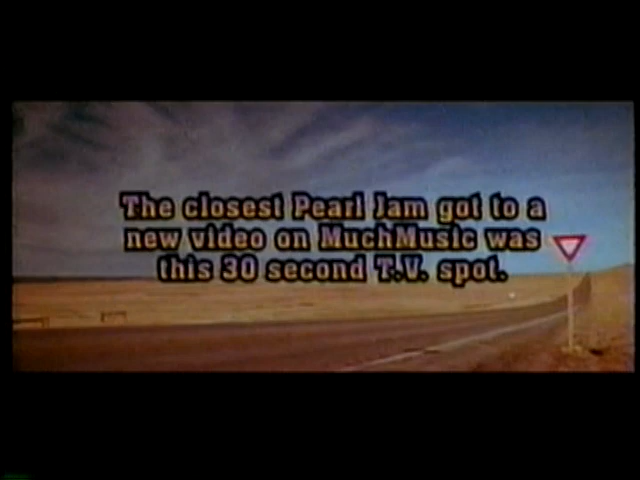 The closest Pearl Jam got to a
new video on MuchMusic was
this 30 second T.V. spot.